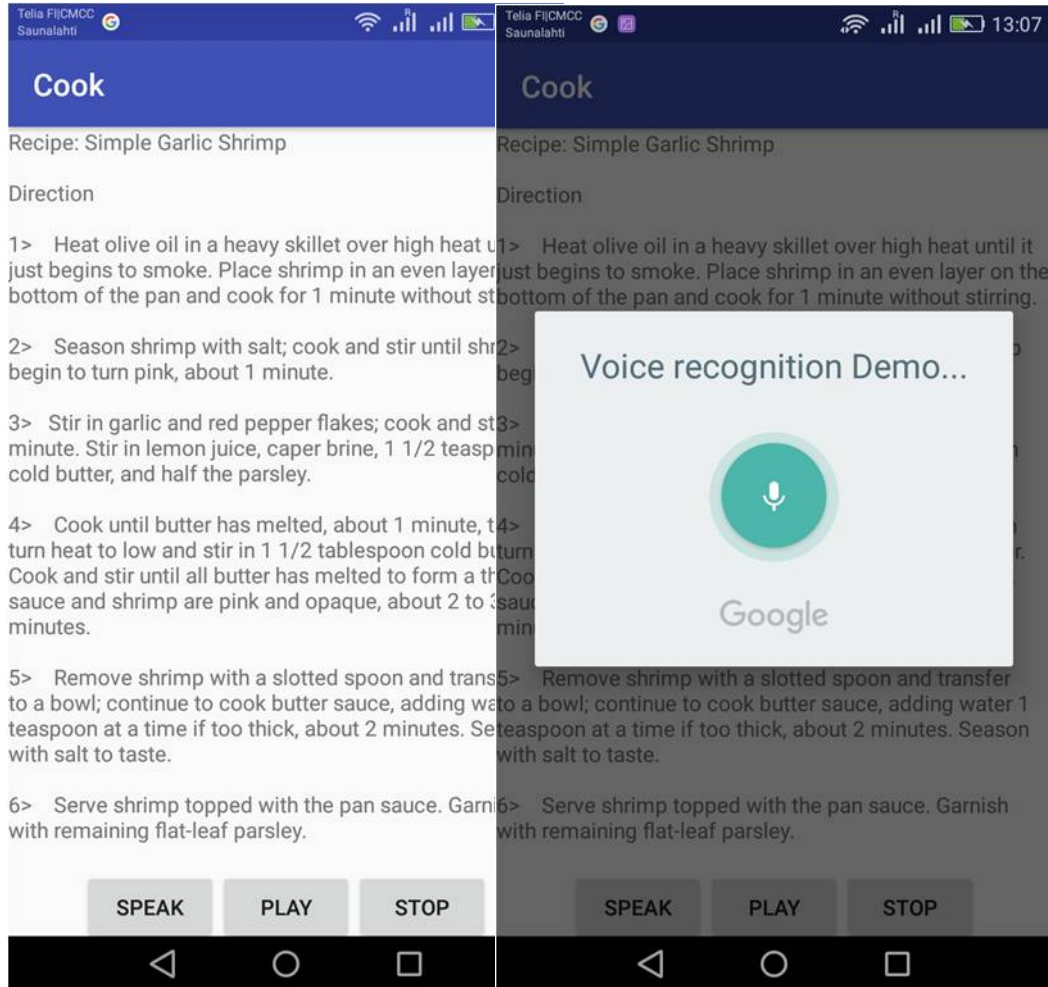 Telia FI|CMCC
Saunalahti
Cook
Recipe: Simple Garlic Shrimp
Direction
1> Heat olive oil in a heavy skillet over high heat u
just begins to smoke. Place shrimp in an even layer
bottom of the pan and cook for 1 minute without st
2> Season shrimp with salt; cook and stir until shr
begin to turn pink, about 1 minute.
3> Stir in garlic and red pepper flakes; cook and st
minute. Stir in lemon juice, caper brine, 1 1/2 teasp
cold butter, and half the parsley.
4> Cook until butter has melted, about 1 minute, t
turn heat to low and stir in 1 1/2 tablespoon cold bu
Cook and stir until all butter has melted to form a th
sauce and shrimp are pink and opaque, about 2 to 3
minutes.
5> Remove shrimp with a slotted spoon and trans
to a bowl; continue to cook butter sauce, adding wa
teaspoon at a time if too thick, about 2 minutes. Se
with salt to taste.
6> Serve shrimp topped with the pan sauce. Garni
with remaining flat-leaf parsley.
SPEAK PLAY STOP
Telia FI|CMCC
Saunalahti
R
13:07
Cook
Recipe: Simple Garlic Shrimp
Direction
1> Heat olive oil in a heavy skillet over high heat until it
just begins to smoke. Place shrimp in an even layer on the
bottom of the pan and cook for 1 minute without stirring.
2>
beg
3>
min
cold
4>
turn
Coo
sauc
min
Voice recognition Demo...
Google
5> Remove shrimp with a slotted spoon and transfer
to a bowl; continue to cook butter sauce, adding water 1
teaspoon at a time if too thick, about 2 minutes. Season
with salt to taste.
6> Serve shrimp topped with the pan sauce. Garnish
with remaining flat-leaf parsley.
SPEAK PLAY STOP